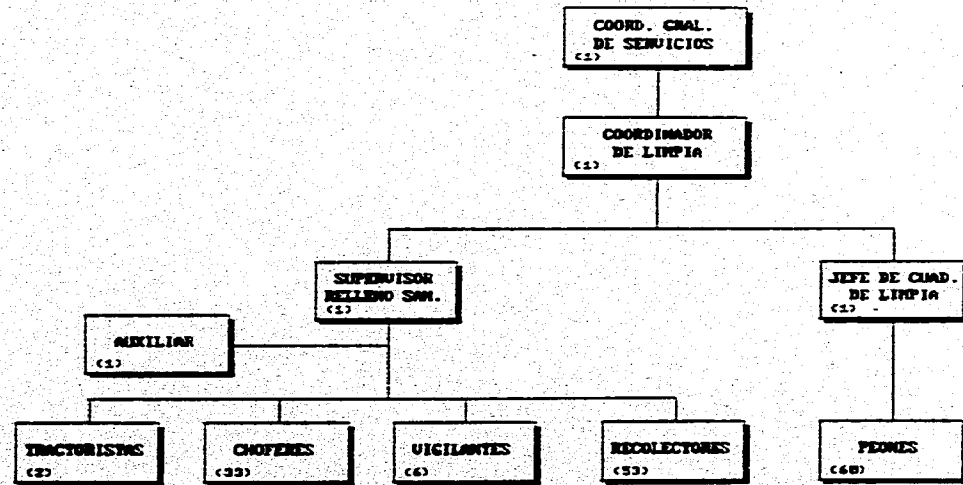 COORD. GRAL.
DE SERVICIOS
(1)
COORDINADOR
DE LIMPIA
(1)
SUPERVISOR
RELLENO SAN.
(1)
JEFE DE CUAD.
DE LIMPIA
(1)
AUXILIAR
(1)
TRACTORISTAS
CHOFERES
VIGILANTES
(6)
RECOLECTORES
(53)
PEONES